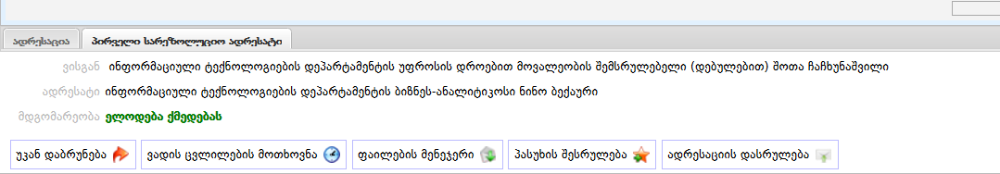 ადრესაცია პირველი სარეზოლუციო ადრესატი
ვისგან ინფორმაციული ტექნოლოგიების დეპარტამენტის უფროსის დროებით მოვალეობის შემსრულებელი (დებულებით) შოთა ჩაჩხუნაშვილი
ადრესატი ინფორმაციული ტექნოლოგიების დეპარტამენტის ბიზნეს-ანალიტიკოსი ნინო ბექაური
მდგომარეობა ელოდება ქმედებას
უკან დაბრუნება ვადის ცვლილების მოთხოვნა ფაილების მენეჯერი პასუხის შესრულება ადრესაციის დასრულება